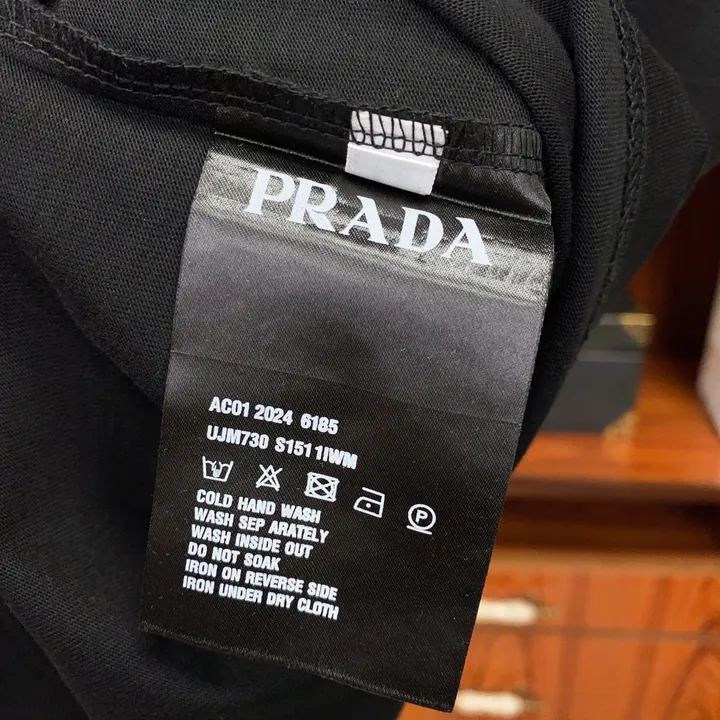 PRADA
AC01 2024 6185
UJM730 S151 1IWM
P
COLD HAND WASH
WASH SEP ARATELY
WASH INSIDE OUT
DO NOT SOAK
IRON ON REVERSE SIDE
IRON UNDER DRY CLOTH